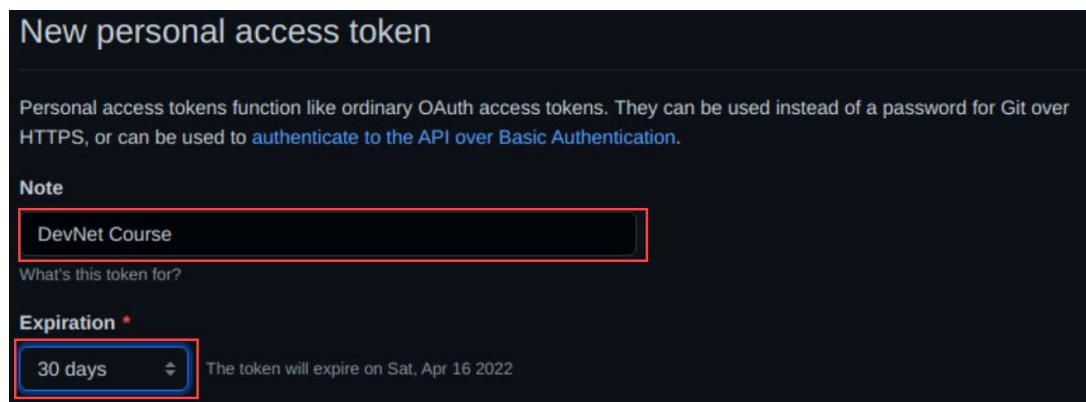 New personal access token
Personal access tokens function like ordinary OAuth access tokens. They can be used instead of a password for Git over
HTTPS, or can be used to authenticate to the API over Basic Authentication.
Note
DevNet Course
What's this token for?
Expiration *
30 days The token will expire on Sat, Apr 16 2022